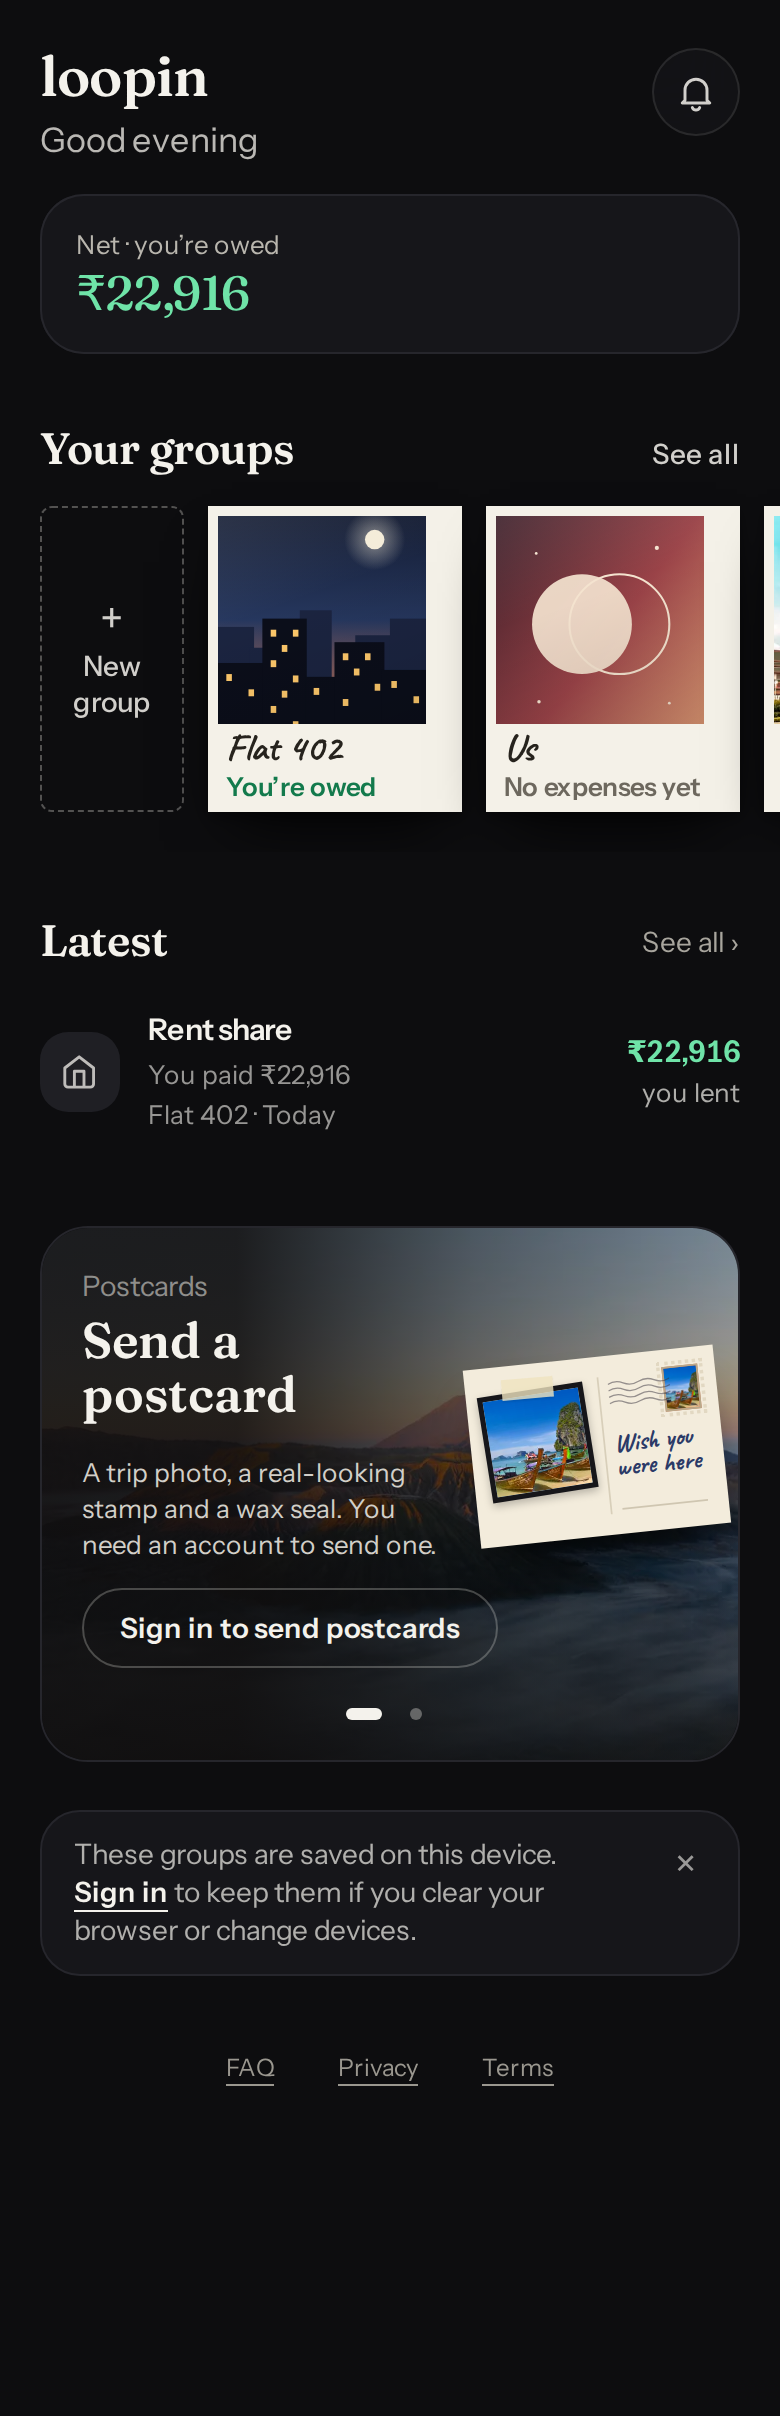 loopin
Good evening
Net · you’re owed
₹22,916
Your groups
See all
+
New
group
Flat 402
You’re owed
Us
No expenses yet
Latest
See all ›
Rent share
You paid ₹22,916
Flat 402 · Today
₹22,916
you lent
Postcards
Send a
postcard
A trip photo, a real-looking
stamp and a wax seal. You
need an account to send one.
Wish you
were here
Sign in to send postcards
These groups are saved on this device.
Sign in to keep them if you clear your
browser or change devices.
×
FAQ
Privacy
Terms